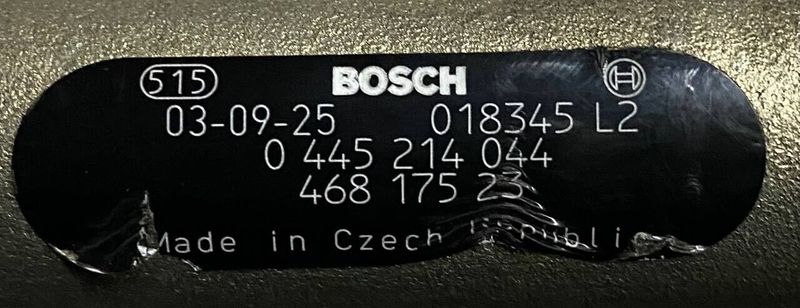 515 BOSCH
03-09-25 018345 L2
0 445 214 044
468 175 23
Made in Czech